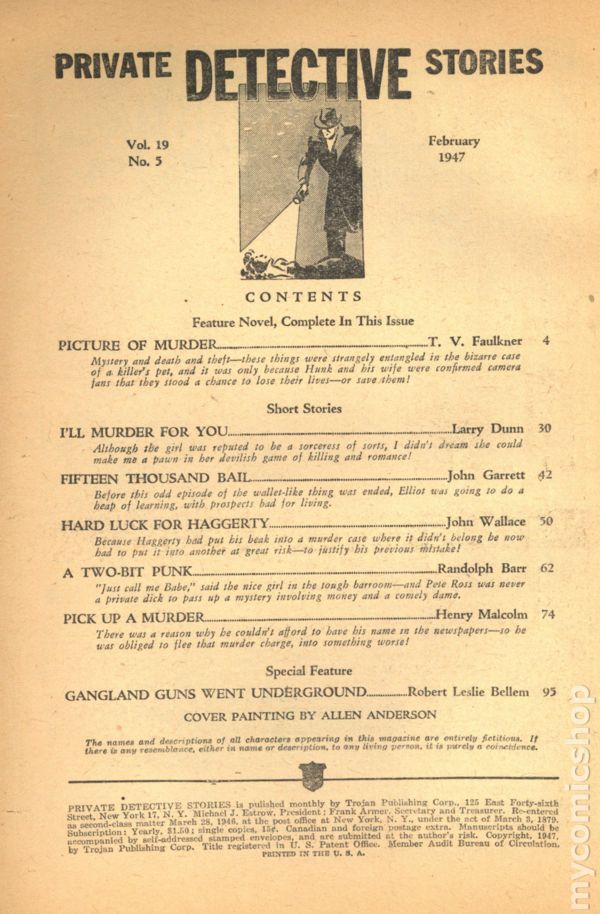 PRIVATE DETECTIVE STORIES
Vol. 19
No. 5
February
1947
CONTENTS
Feature Novel, Complete In This Issue
PICTURE OF MURDER....................T. V. Faulkner 4
Mystery and death and theft—these things were strangely entangled in the bizarre case
of a killer's pet, and it was only because Hunk and his wife were confirmed camera
fans that they stood a chance to lose their lives—or save them!
Short Stories
I'LL MURDER FOR YOU....................Larry Dunn 30
Although the girl was reputed to be a sorceress of sorts, I didn't dream she could
make me a pawn in her devilish game of killing and romance!
FIFTEEN THOUSAND BAIL....................John Garrett 42
Before this odd episode of the wallet-like thing was ended, Elliot was going to do a
heap of learning, with prospects bad for living.
HARD LUCK FOR HAGGERTY....................John Wallace 50
Because Haggerty had put his beak into a murder case where it didn't belong he now
had to put it into another at great risk—to justify his previous mistake!
A TWO-BIT PUNK....................Randolph Barr 62
"Just call me Babe," said the nice girl in the tough barroom—and Pete Ross was never
a private dick to pass up a mystery involving money and a comely dame.
PICK UP A MURDER....................Henry Malcolm 74
There was a reason why he couldn't afford to have his name in the newspapers—so he
was obliged to flee that murder charge, into something worse!
Special Feature
GANGLAND GUNS WENT UNDERGROUND..........Robert Leslie Bellem 95
COVER PAINTING BY ALLEN ANDERSON
The names and descriptions of all characters appearing in this magazine are entirely fictitious. If
there is any resemblance, either in name or description, to any living person, it is purely a coincidence.
PRIVATE DETECTIVE STORIES is pulished monthly by Trojan Publishing Corp., 125 East Forty-sixth
Street, New York 17, N. Y. Michael J. Estrow, President; Frank Armer, Secretary and Treasurer. Re-entered
as second-class matter March 28, 1946, at the post office at New York, N. Y., under the act of March 3, 1879.
Subscription: Yearly, $1.50; single copies, 15¢. Canadian and foreign postage extra. Manuscripts should be
accompanied by self-addressed stamped envelopes, and are submitted at the author's risk. Copyright, 1947,
by Trojan Publishing Corp. Title registered in U. S. Patent Office. Member Audit Bureau of Circulation.
PRINTED IN THE U. S. A.
mycomicshop